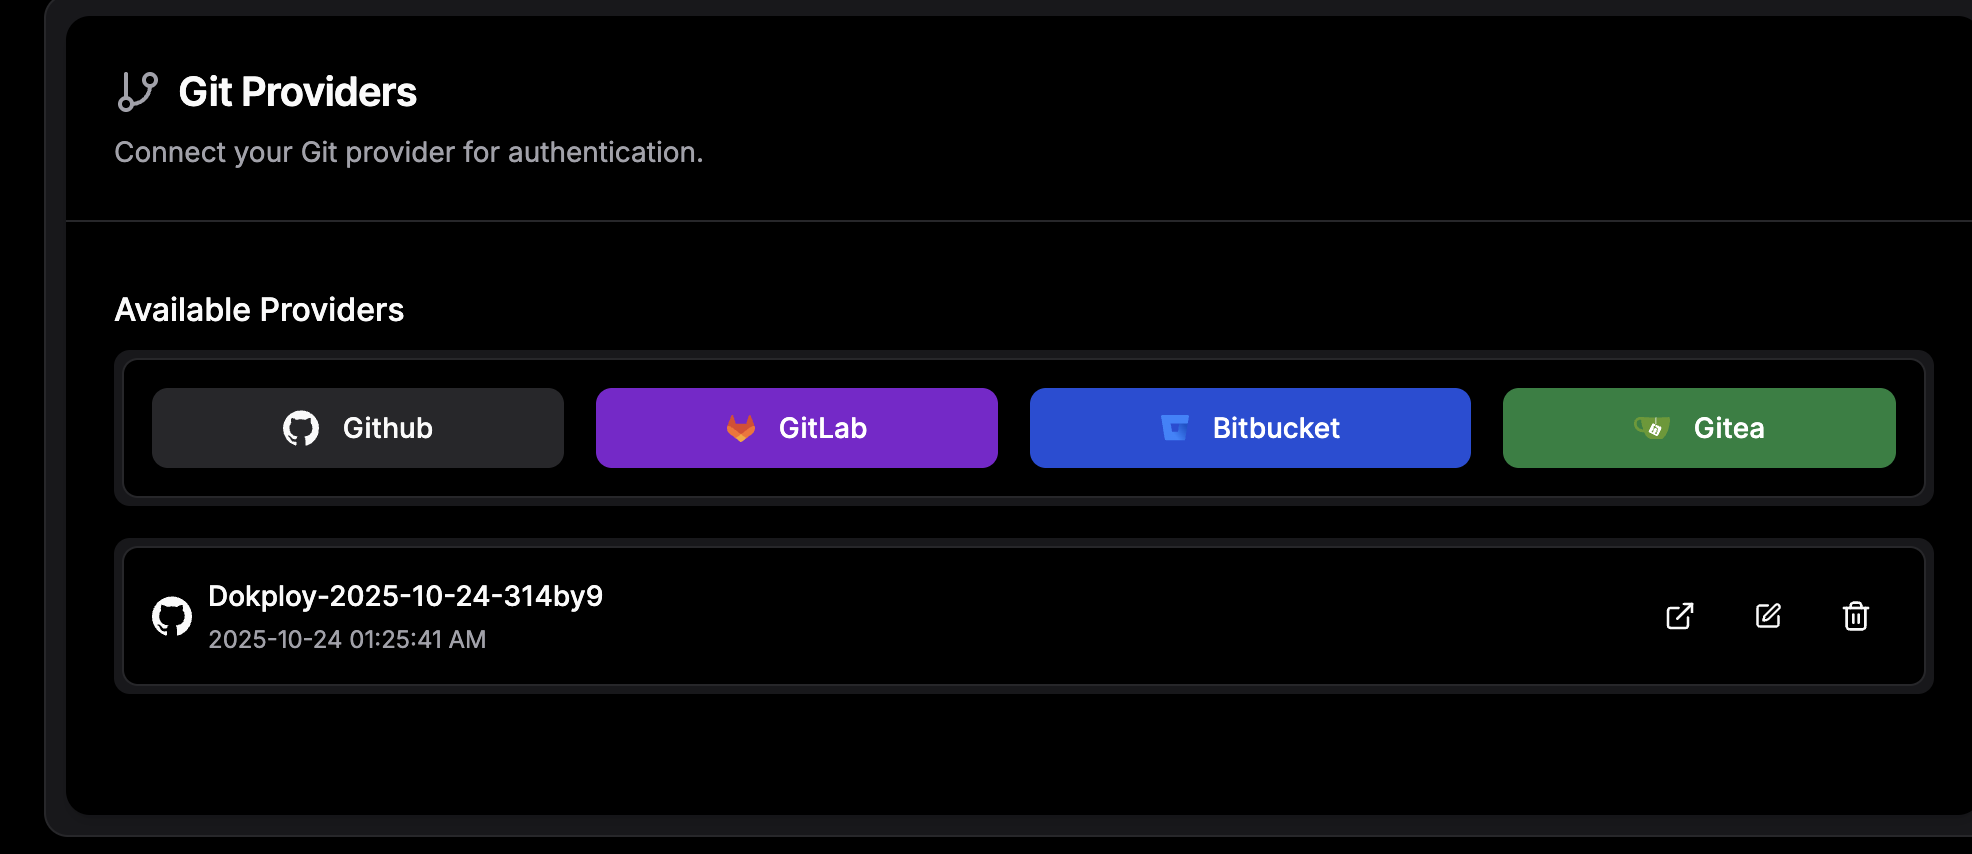 Git Providers
Connect your Git provider for authentication.
Available Providers
Github
GitLab
Bitbucket
Gitea
Dokploy-2025-10-24-314by9
2025-10-24 01:25:41 AM